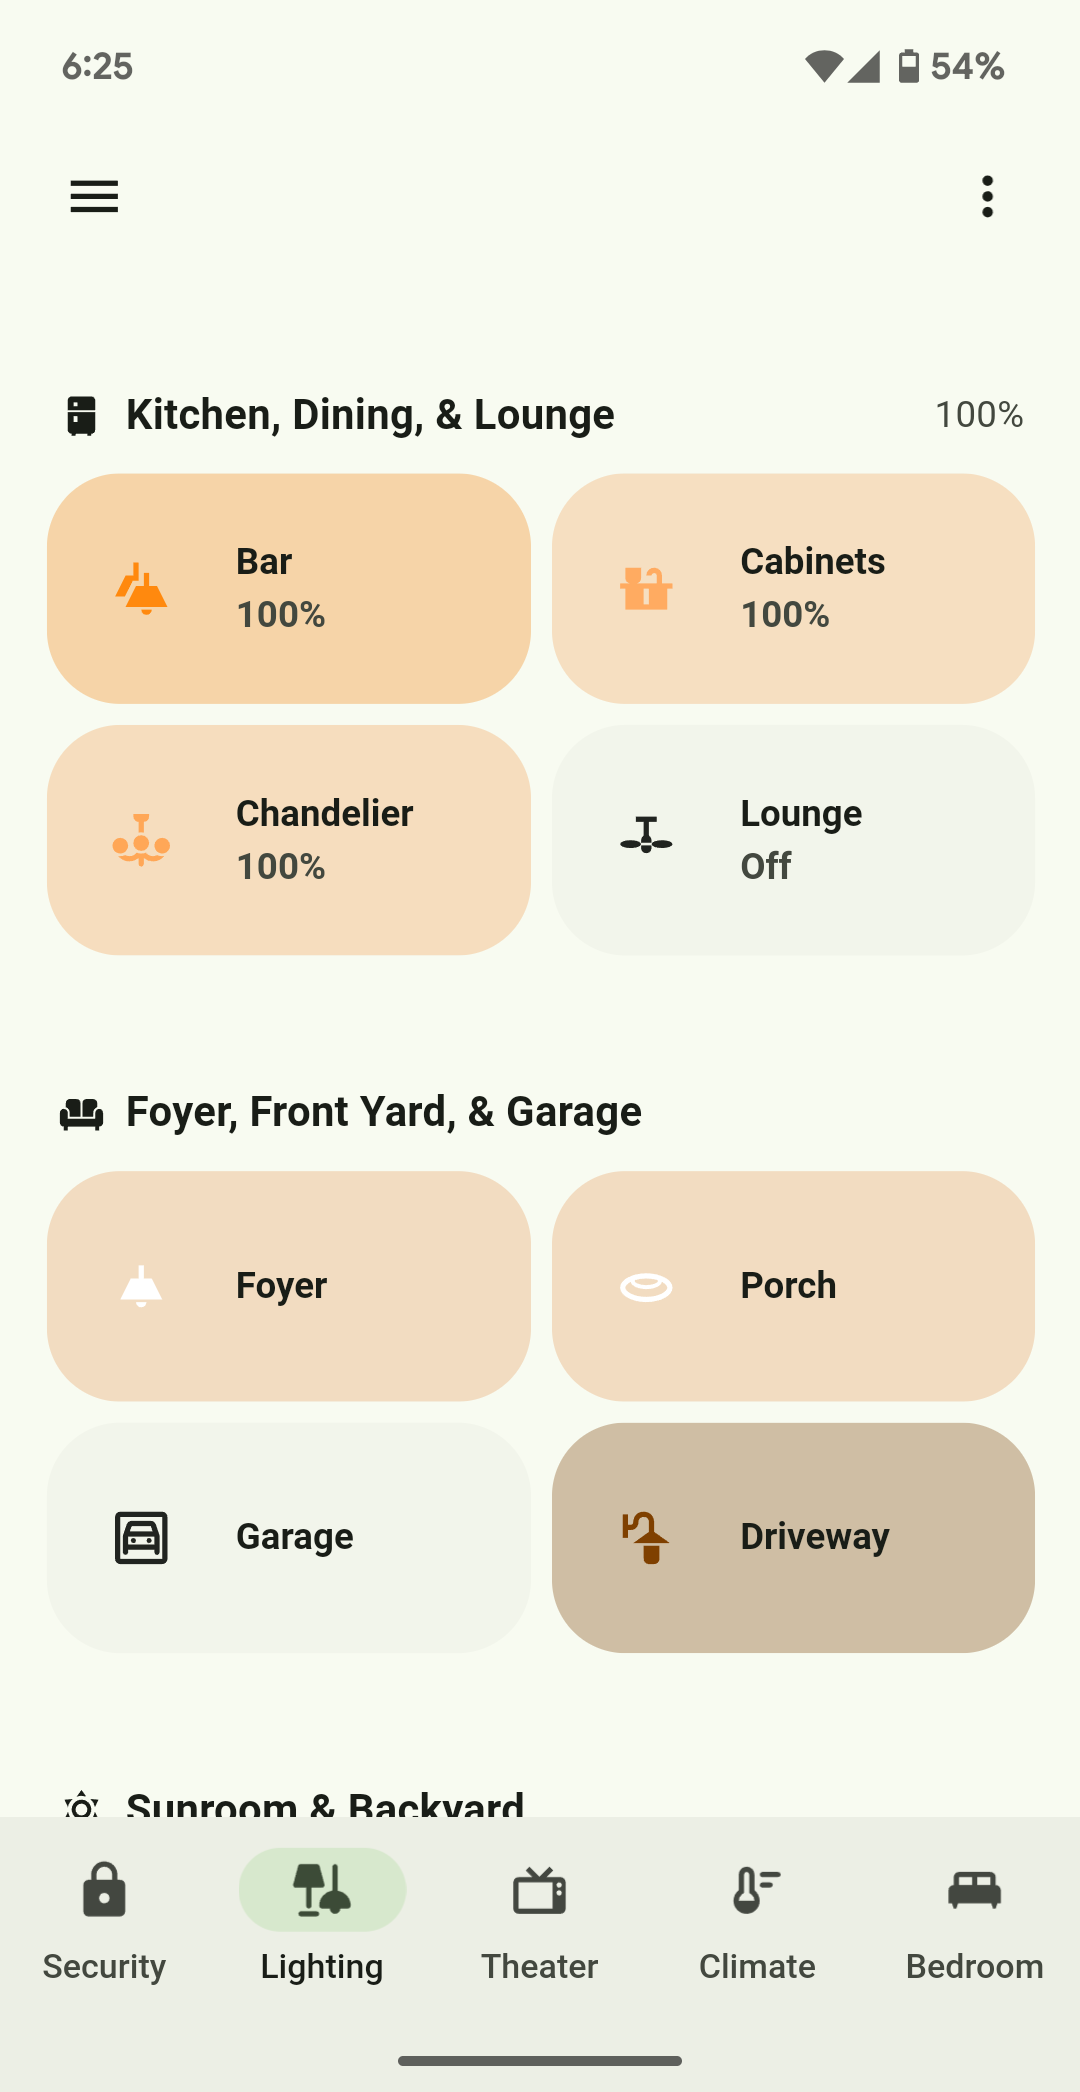 6:25
54%
Kitchen, Dining, & Lounge
100%
Bar
100%
Cabinets
100%
Chandelier
100%
Lounge
Off
Foyer, Front Yard, & Garage
Foyer
Porch
Garage
Driveway
Sunroom & Backyard
Security
Lighting
Theater
Climate
Bedroom